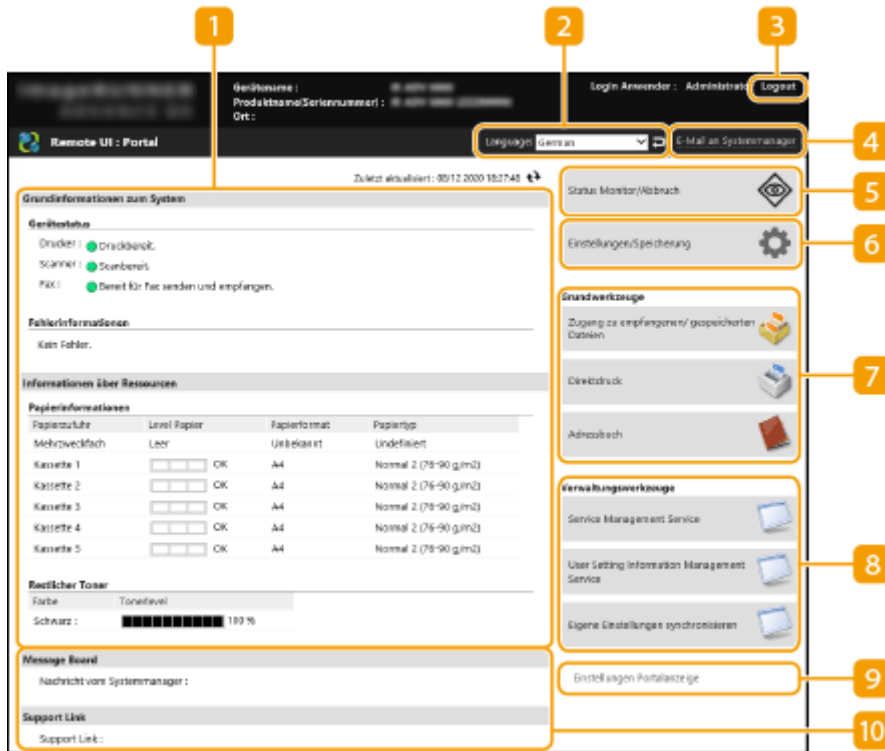 1
2
3
Gerätename :
Produktname(Seriennummer) :
Ort :
Login Anwender : Administrator
Logout
Remote UI : Portal
Language: German
E-Mail an Systemmanager
4
Zuletzt aktualisiert : 08/12 2020 18:27:48
Grundinformationen zum System
Gerätestatus
Drucker : Druckbereit.
Scanner : Scanbereit.
Fax : Bereit für Fax senden und empfangen.
Fehlerinformationen
Kein Fehler.
Informationen über Ressourcen
Papierinformationen
Papierzufuhr Level Papier Papierformat Papiertyp
Mehrzweckfach Leer Unbekannt Undefiniert
Kassette 1 OK A4 Normal 2 (76-90 g/m2)
Kassette 2 OK A4 Normal 2 (76-90 g/m2)
Kassette 3 OK A4 Normal 2 (76-90 g/m2)
Kassette 4 OK A4 Normal 2 (76-90 g/m2)
Kassette 5 OK A4 Normal 2 (76-90 g/m2)
Restlicher Toner
Farbe Tonerlevel
Schwarz : 100 %
Message Board
Nachricht vom Systemmanager :
Support Link
Support Link :
Status Monitor/Abbruch
5
Einstellungen/Speicherung
6
Grundwerkzeuge
Zugang zu empfangenen/ gespeicherten
Dateien
Direktdruck
7
Adressbuch
Verwaltungswerkzeuge
Service Management Service
User Setting Information Management
Service
8
Eigene Einstellungen synchronisieren
Einstellungen Portalanzeige
9
10